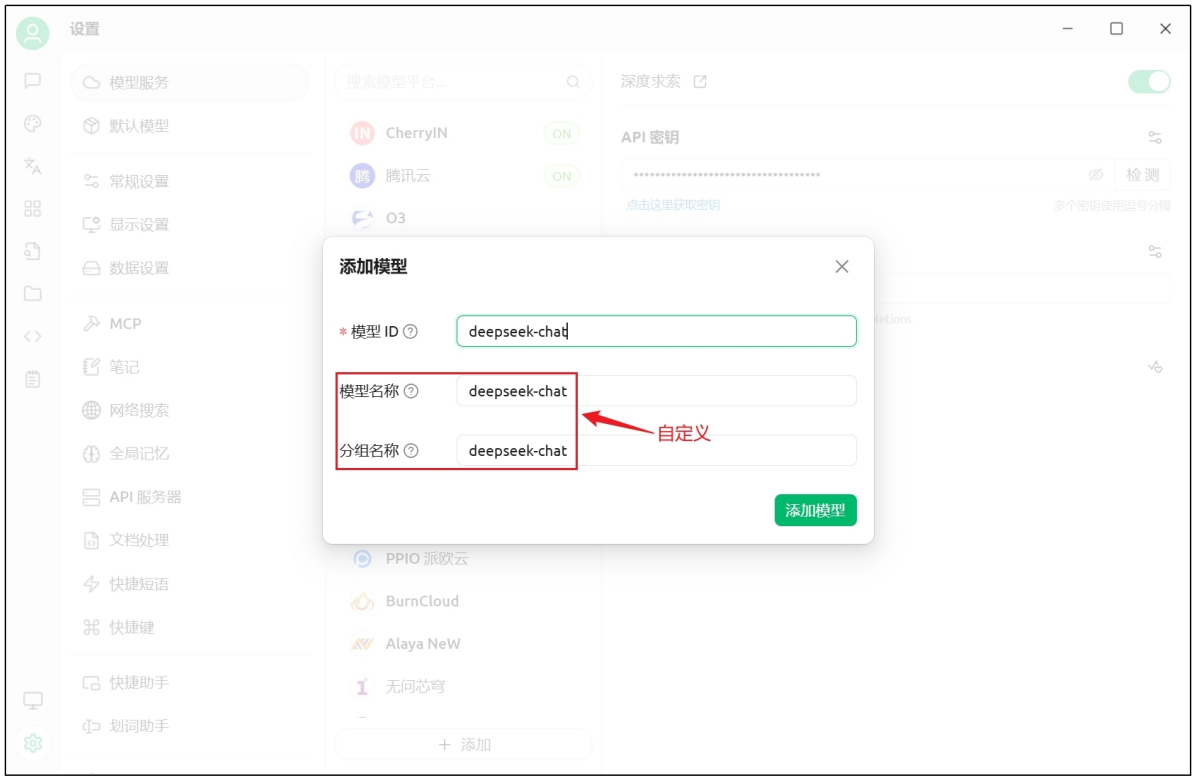 设置
模型服务
默认模型
常规设置
显示设置
数据设置
MCP
笔记
网络搜索
全局记忆
API 服务器
文档处理
快捷短语
快捷键
快捷助手
划词助手
搜索模型平台...
IN CherryIN ON
腾 腾讯云 ON
O3
PPIO 派欧云
BurnCloud
Alaya NeW
无问芯穹
+ 添加
深度求索
API 密钥
检测
点击这里获取密钥 多个密钥使用逗号分隔
letions
添加模型
* 模型 ID deepseek-chat
模型名称 deepseek-chat
自定义
分组名称 deepseek-chat
添加模型